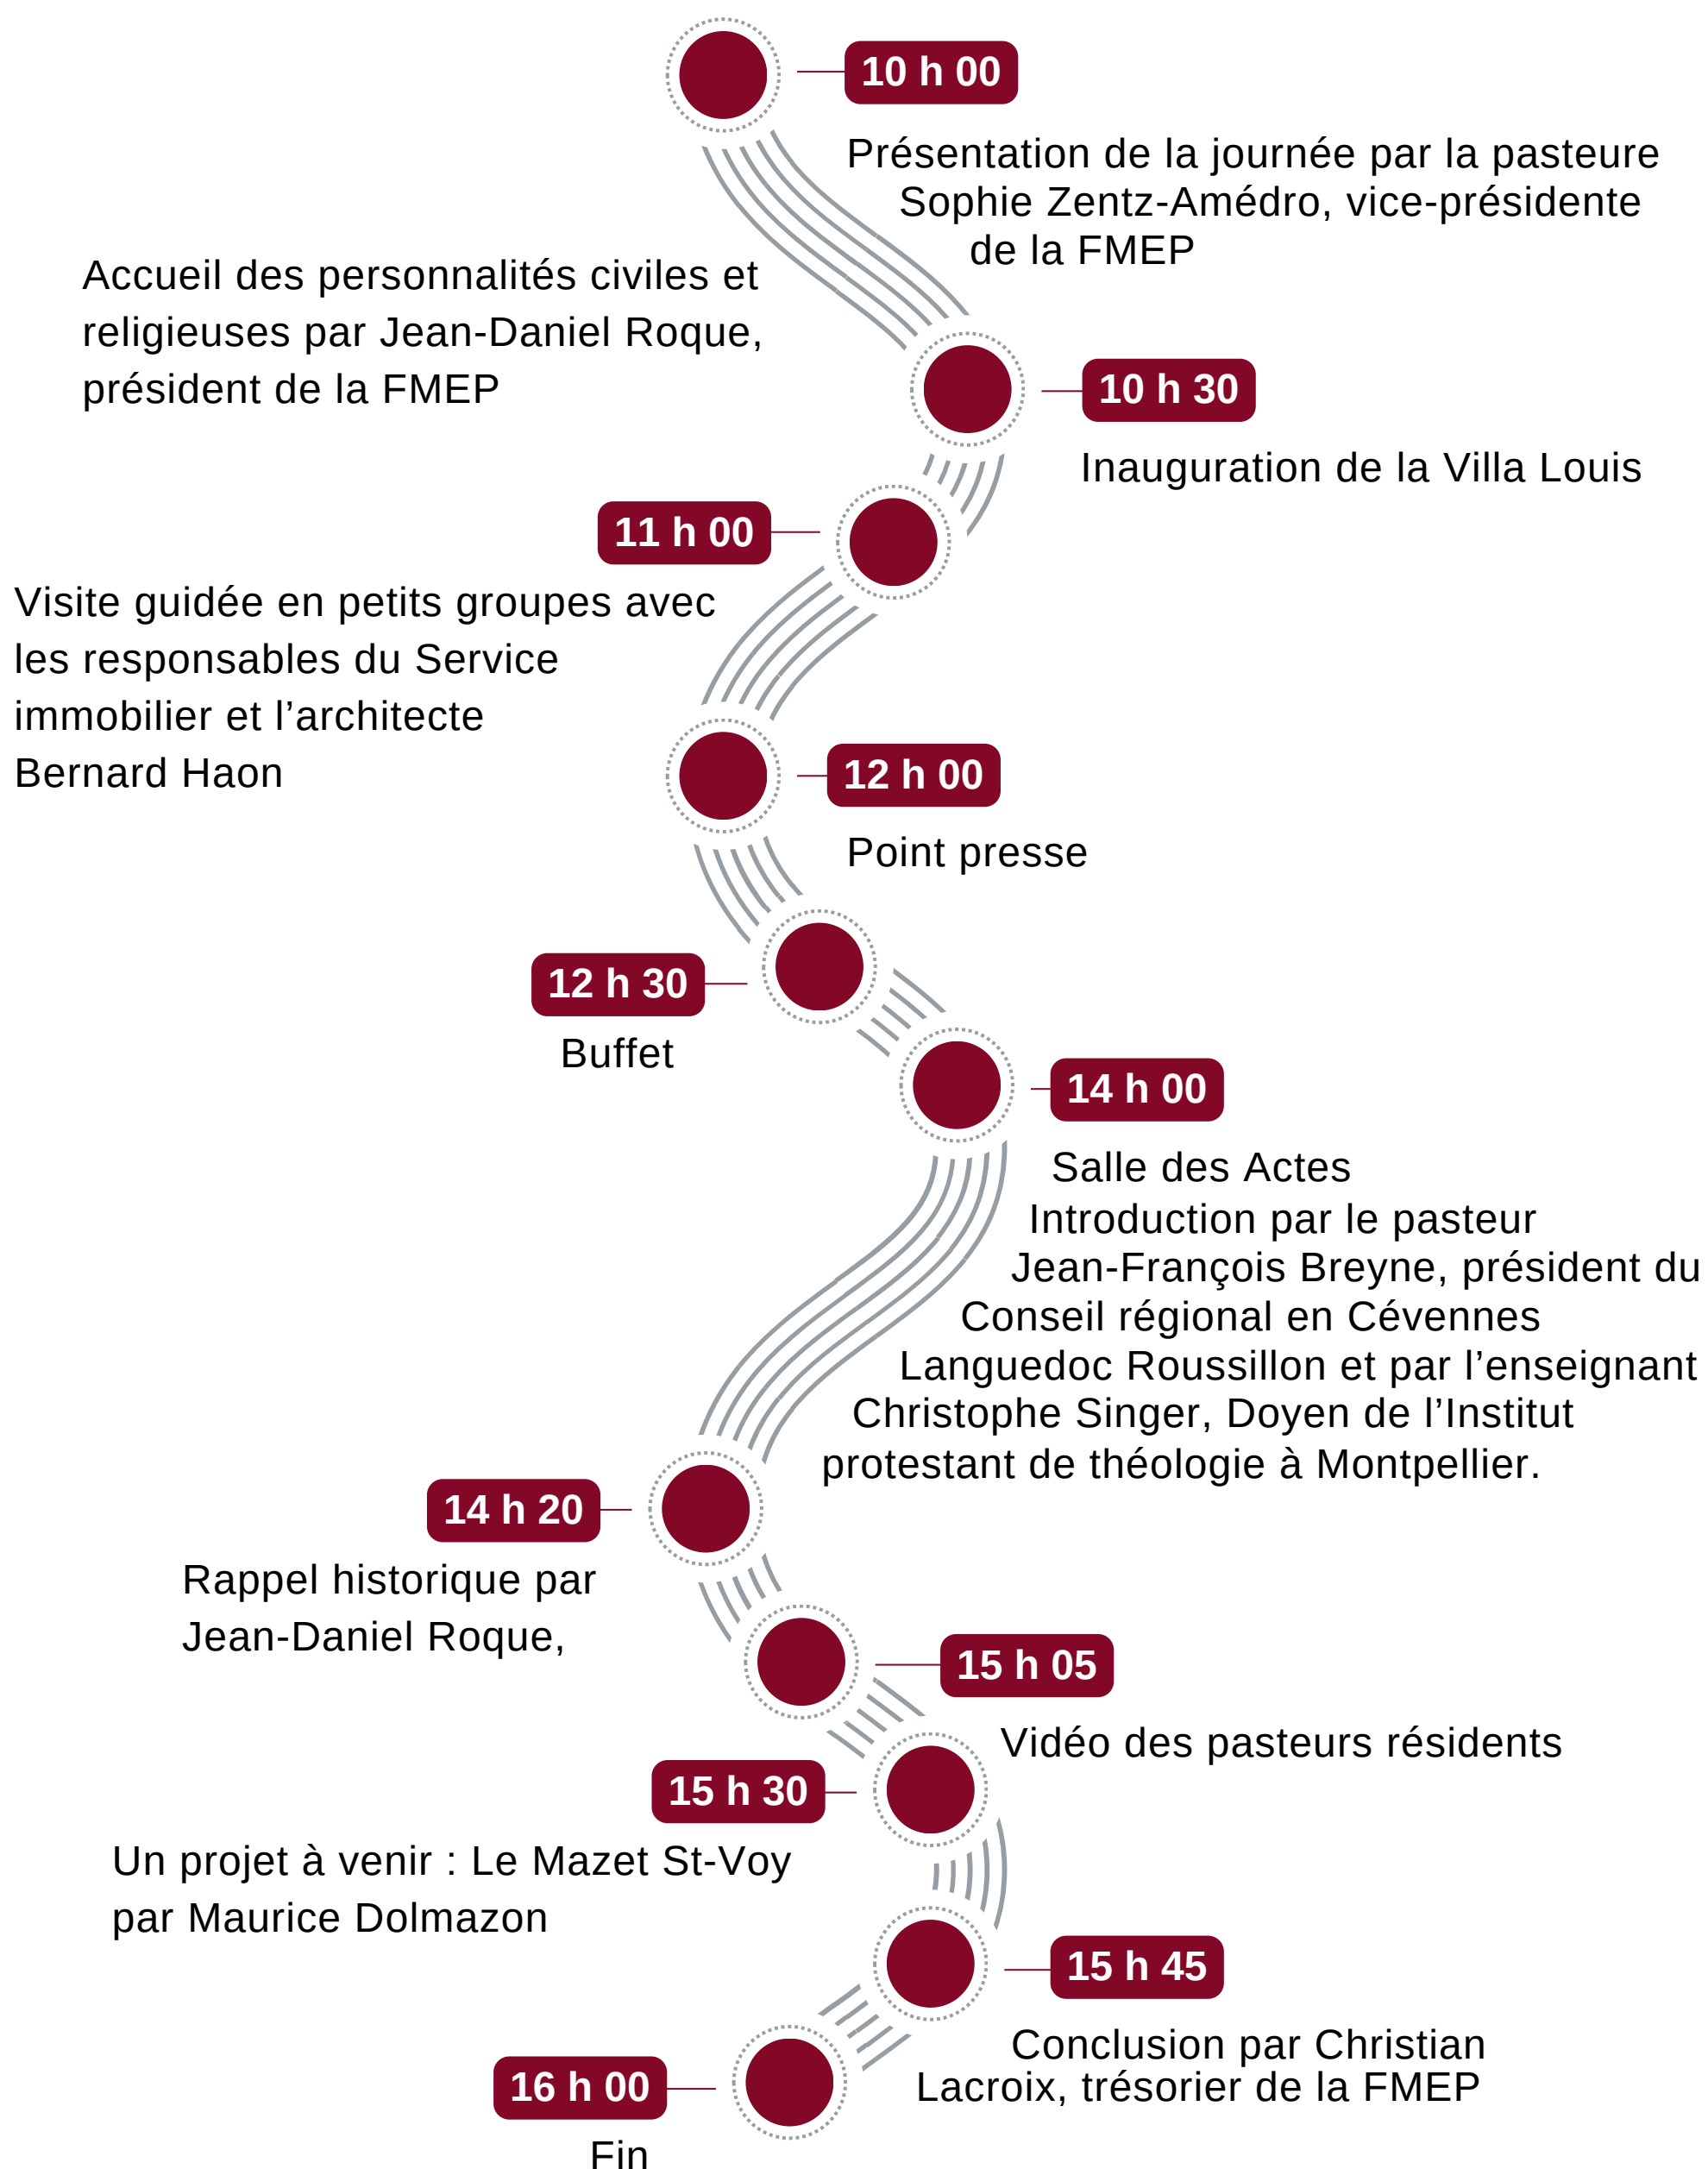 10 h 00
Présentation de la journée par la pasteure
Sophie Zentz-Amédro, vice-présidente
de la FMEP
Accueil des personnalités civiles et
religieuses par Jean-Daniel Roque,
président de la FMEP
10 h 30
Inauguration de la Villa Louis
11 h 00
Visite guidée en petits groupes avec
les responsables du Service
immobilier et l’architecte
Bernard Haon
12 h 00
Point presse
12 h 30
Buffet
14 h 00
Salle des Actes
Introduction par le pasteur
Jean-François Breyne, président du
Conseil régional en Cévennes
Languedoc Roussillon et par l’enseignant
Christophe Singer, Doyen de l’Institut
protestant de théologie à Montpellier.
14 h 20
Rappel historique par
Jean-Daniel Roque,
15 h 05
Vidéo des pasteurs résidents
15 h 30
Un projet à venir : Le Mazet St-Voy
par Maurice Dolmazon
15 h 45
Conclusion par Christian
Lacroix, trésorier de la FMEP
16 h 00
Fin